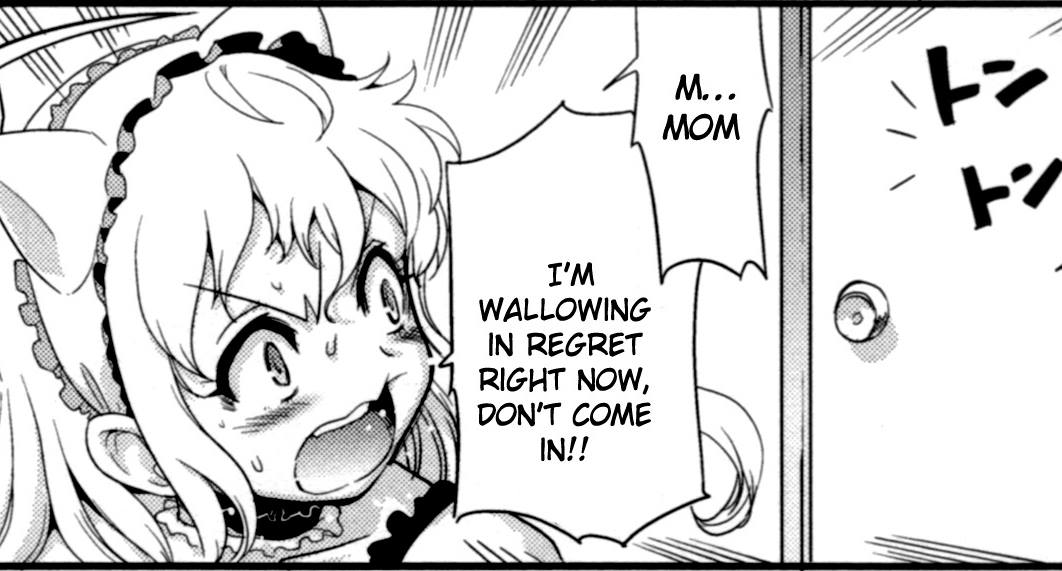 トントン
M...
MOM
I'M
WALLOWING
IN REGRET
RIGHT NOW,
DON'T COME
IN!!